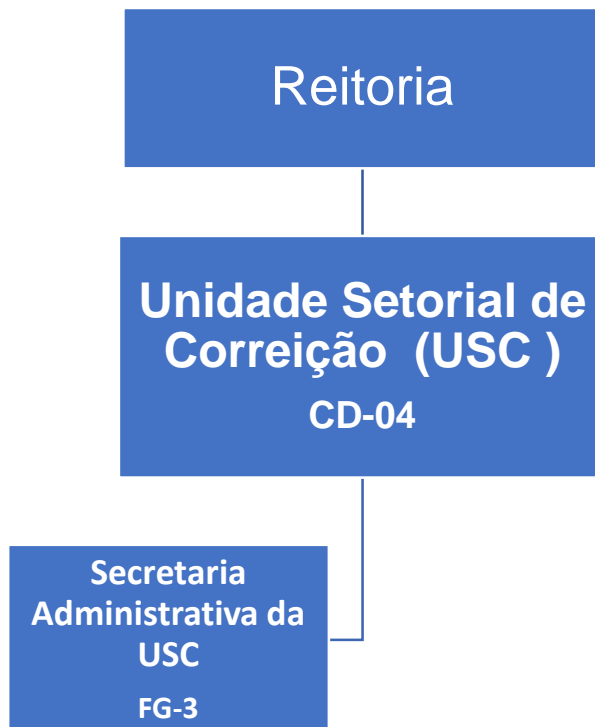 Reitoria
Unidade Setorial de
Correição (USC )
CD-04
Secretaria
Administrativa da
USC
FG-3